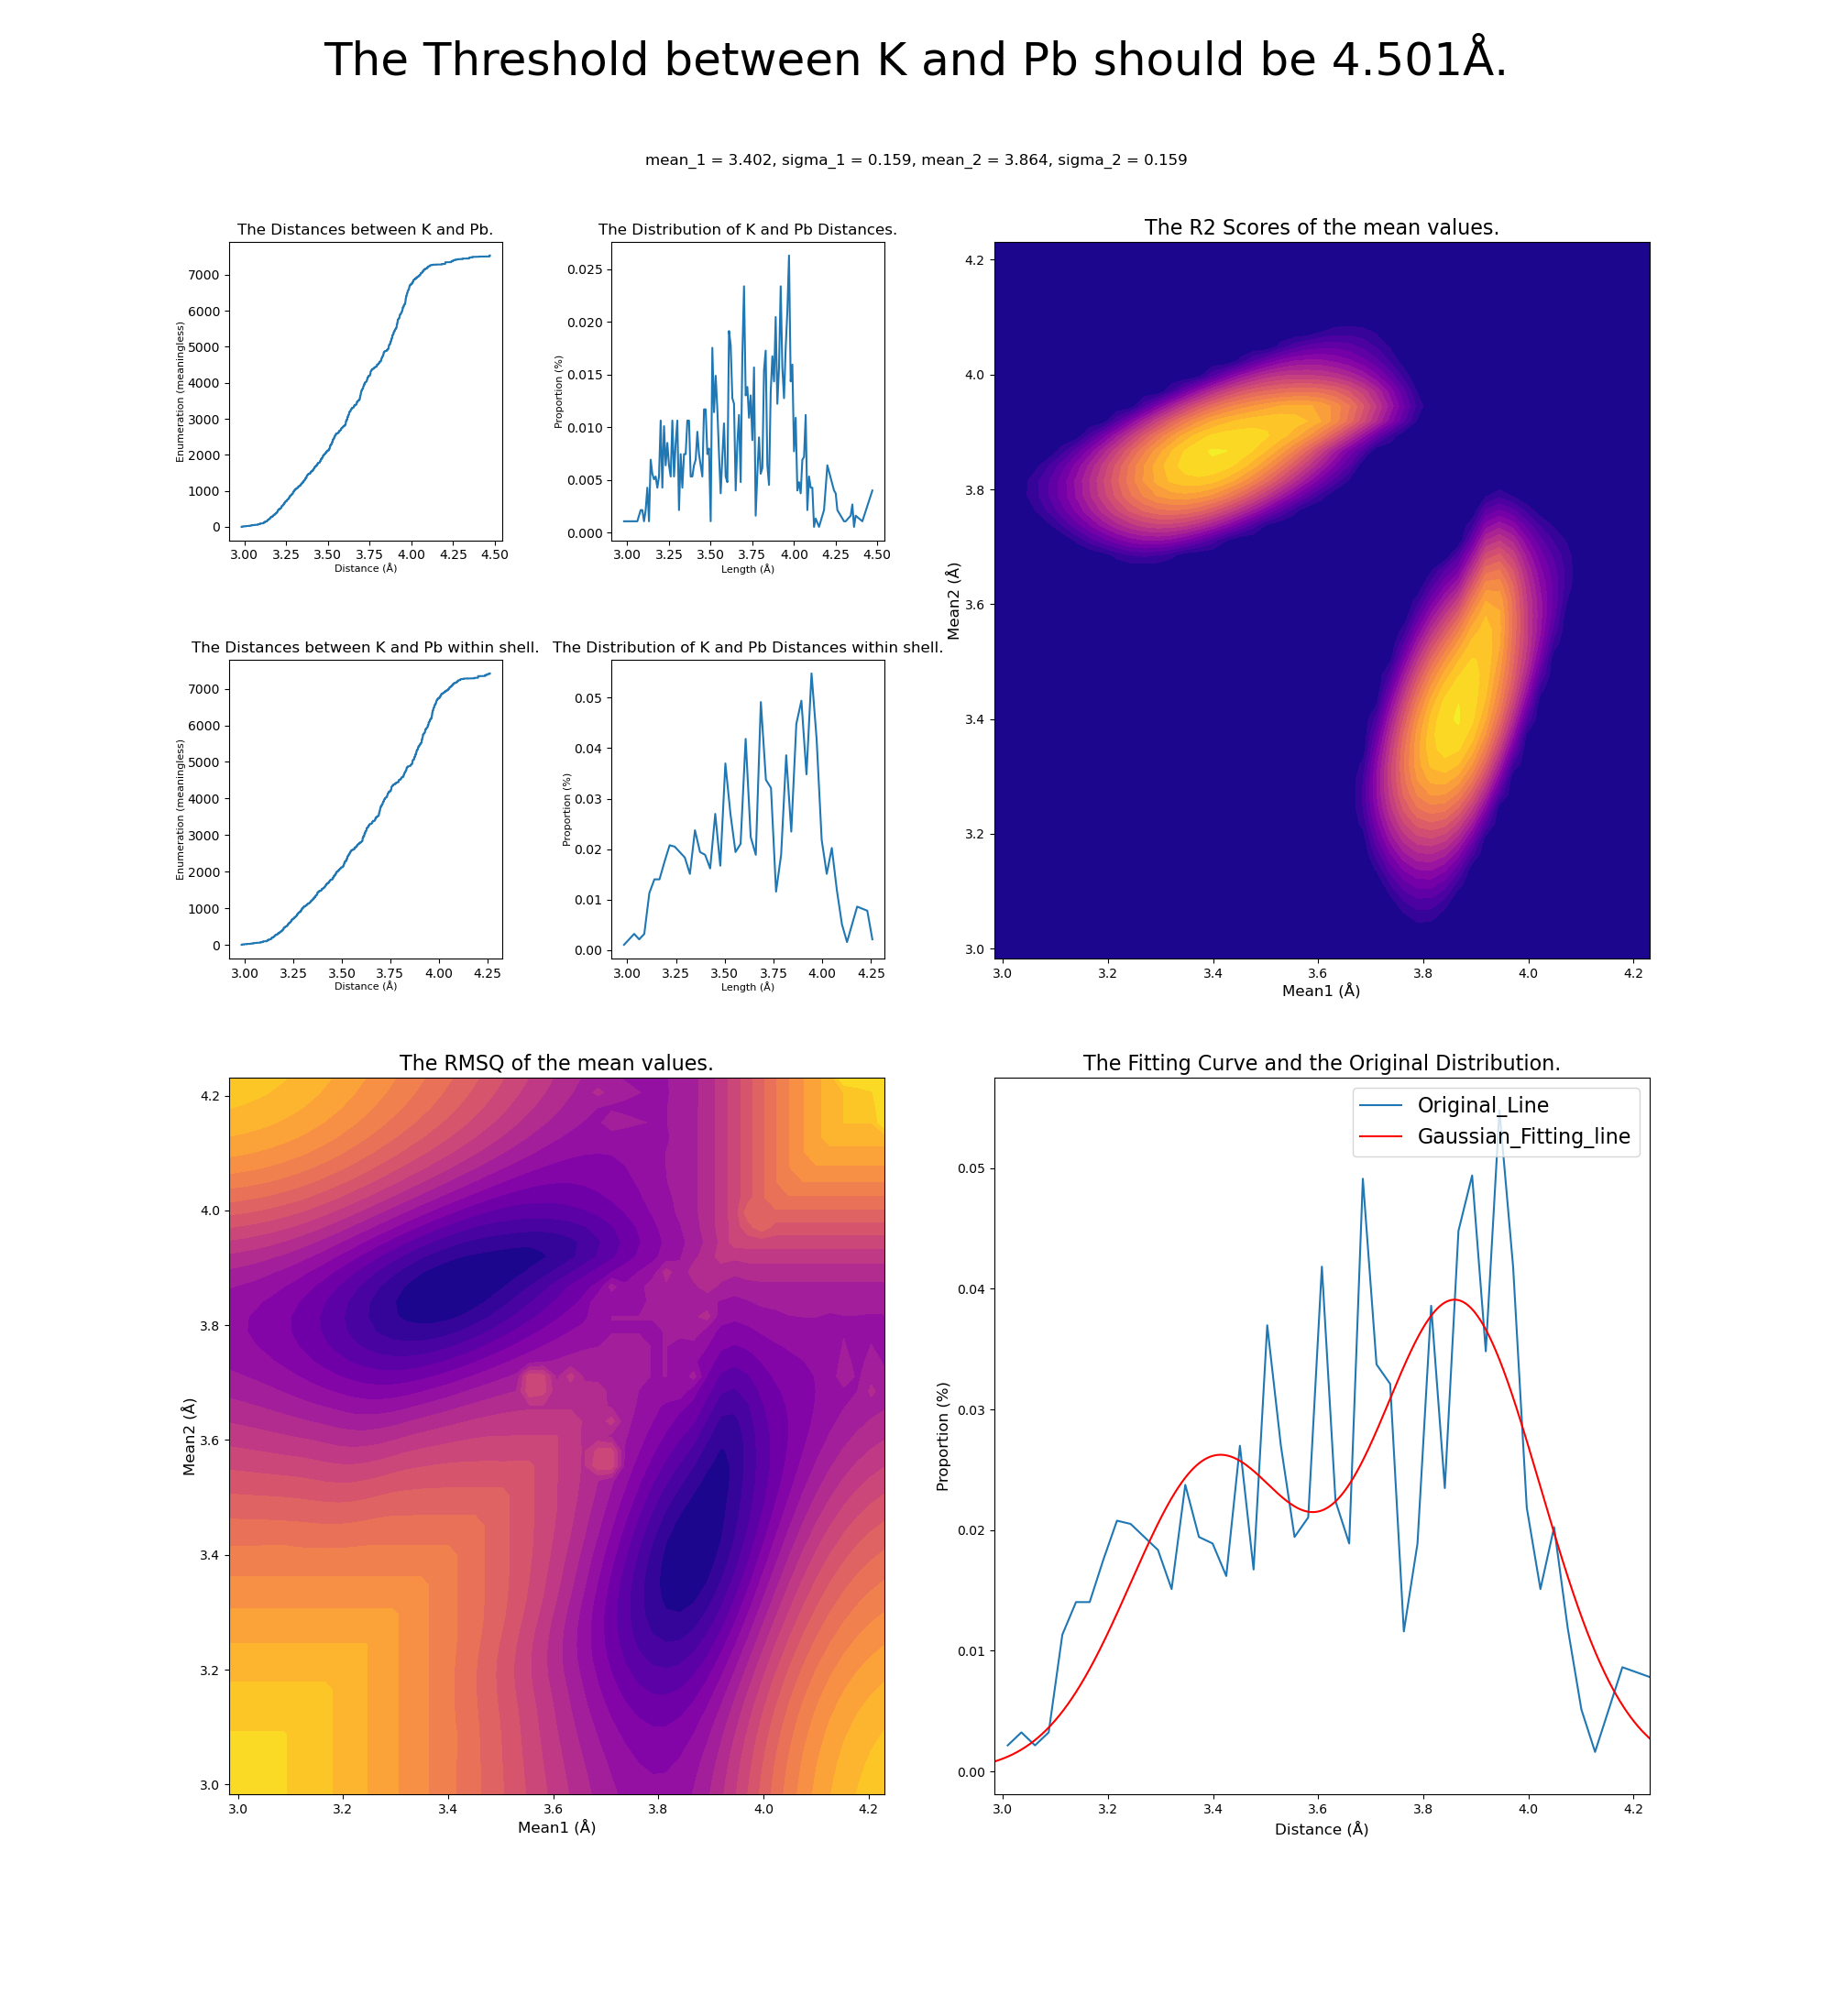 The Threshold between K and Pb should be 4.501Å.
mean_1 = 3.402, sigma_1 = 0.159, mean_2 = 3.864, sigma_2 = 0.159
The Distances between K and Pb.
Enumeration (meaningless)
7000
6000
5000
4000
3000
2000
1000
0
3.00 3.25 3.50 3.75 4.00 4.25 4.50
Distance (Å)
The Distribution of K and Pb Distances.
Proportion (%)
0.025
0.020
0.015
0.010
0.005
0.000
3.00 3.25 3.50 3.75 4.00 4.25 4.50
Length (Å)
The R2 Scores of the mean values.
Mean2 (Å)
4.2
4.0
3.8
3.6
3.4
3.2
3.0
3.0 3.2 3.4 3.6 3.8 4.0 4.2
Mean1 (Å)
The Distances between K and Pb within shell.
Enumeration (meaningless)
7000
6000
5000
4000
3000
2000
1000
0
3.00 3.25 3.50 3.75 4.00 4.25
Distance (Å)
The Distribution of K and Pb Distances within shell.
Proportion (%)
0.05
0.04
0.03
0.02
0.01
0.00
3.00 3.25 3.50 3.75 4.00 4.25
Length (Å)
The RMSQ of the mean values.
Mean2 (Å)
4.2
4.0
3.8
3.6
3.4
3.2
3.0
3.0 3.2 3.4 3.6 3.8 4.0 4.2
Mean1 (Å)
The Fitting Curve and the Original Distribution.
Original_Line
Gaussian_Fitting_line
Proportion (%)
0.05
0.04
0.03
0.02
0.01
0.00
3.0 3.2 3.4 3.6 3.8 4.0 4.2
Distance (Å)